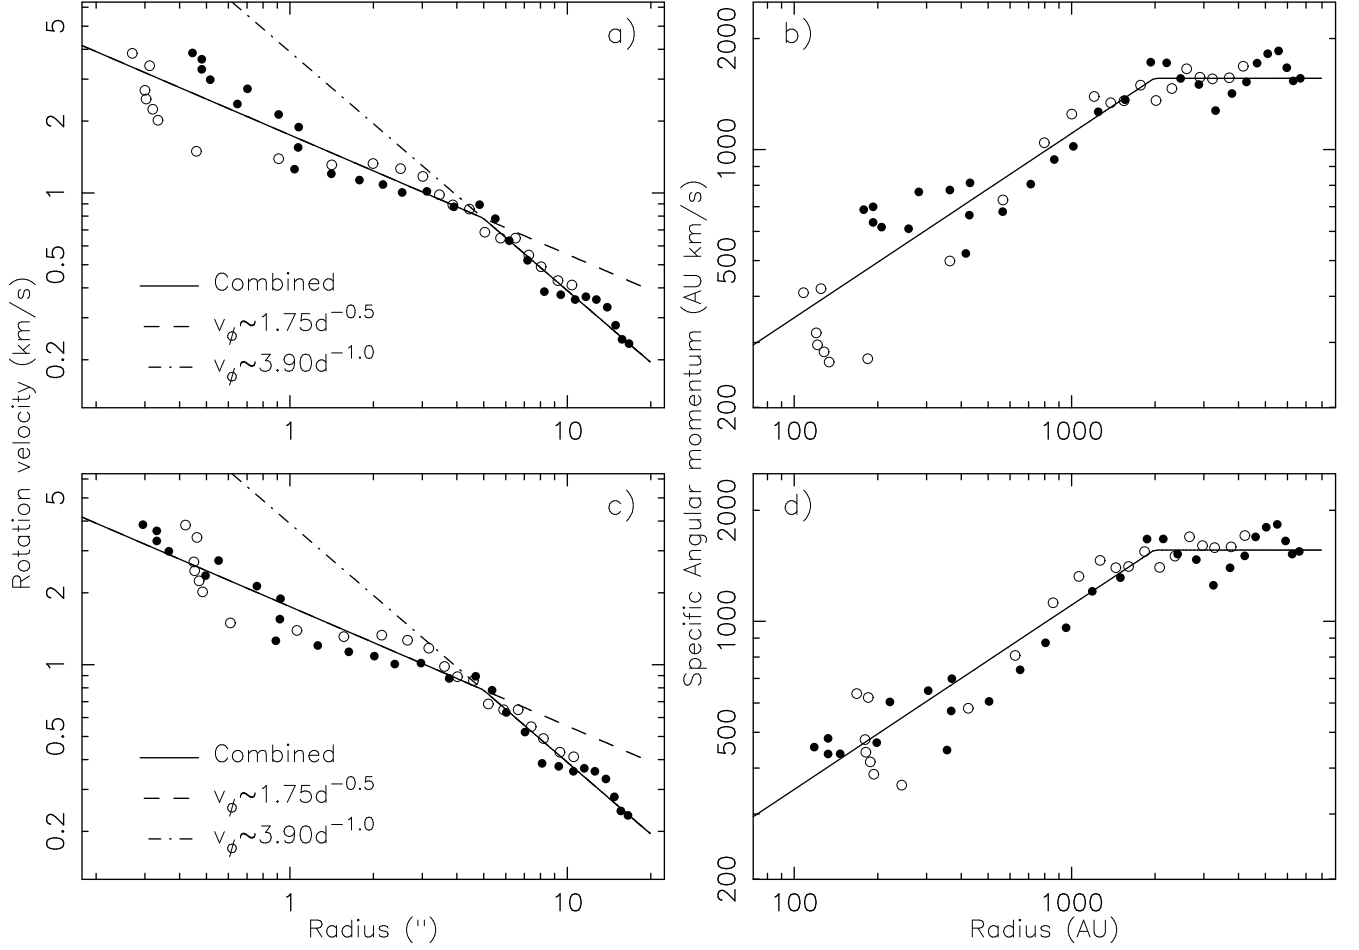 a)
5
2
1
0.5
0.2
Combined
vϕ~1.75d−0.5
vϕ~3.90d−1.0
1
10
b)
2000
1000
500
200
100
1000
Rotation velocity (km/s)
Specific Angular momentum (AU km/s)
c)
5
2
1
0.5
0.2
Combined
vϕ~1.75d−0.5
vϕ~3.90d−1.0
1
10
Radius (")
d)
2000
1000
500
200
100
1000
Radius (AU)